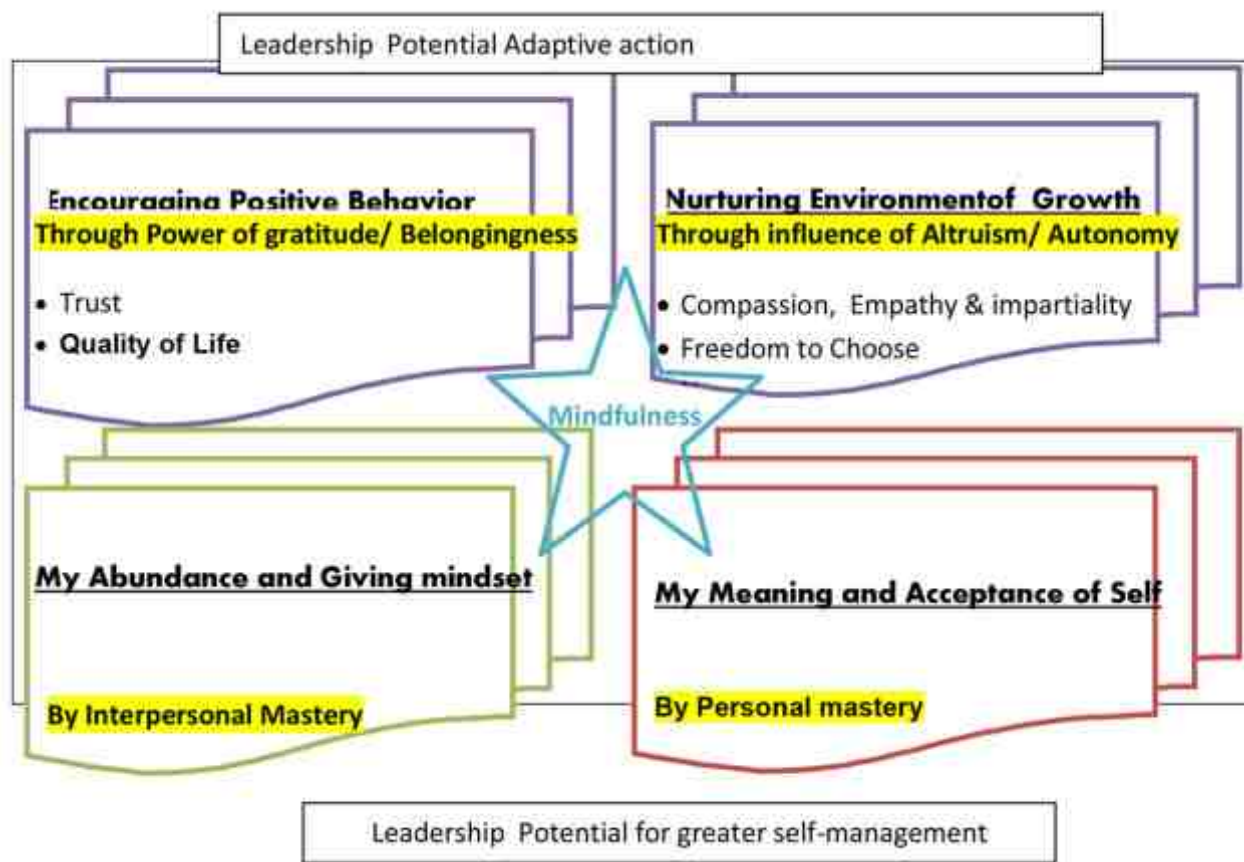 Leadership Potential Adaptive action
Encouraging Positive Behavior
Through Power of gratitude/ Belongingness
• Trust
• Quality of Life
Nurturing Environmentof Growth
Through influence of Altruism/ Autonomy
• Compassion, Empathy & impartiality
• Freedom to Choose
Mindfulness
My Abundance and Giving mindset
By Interpersonal Mastery
My Meaning and Acceptance of Self
By Personal mastery
Leadership Potential for greater self-management